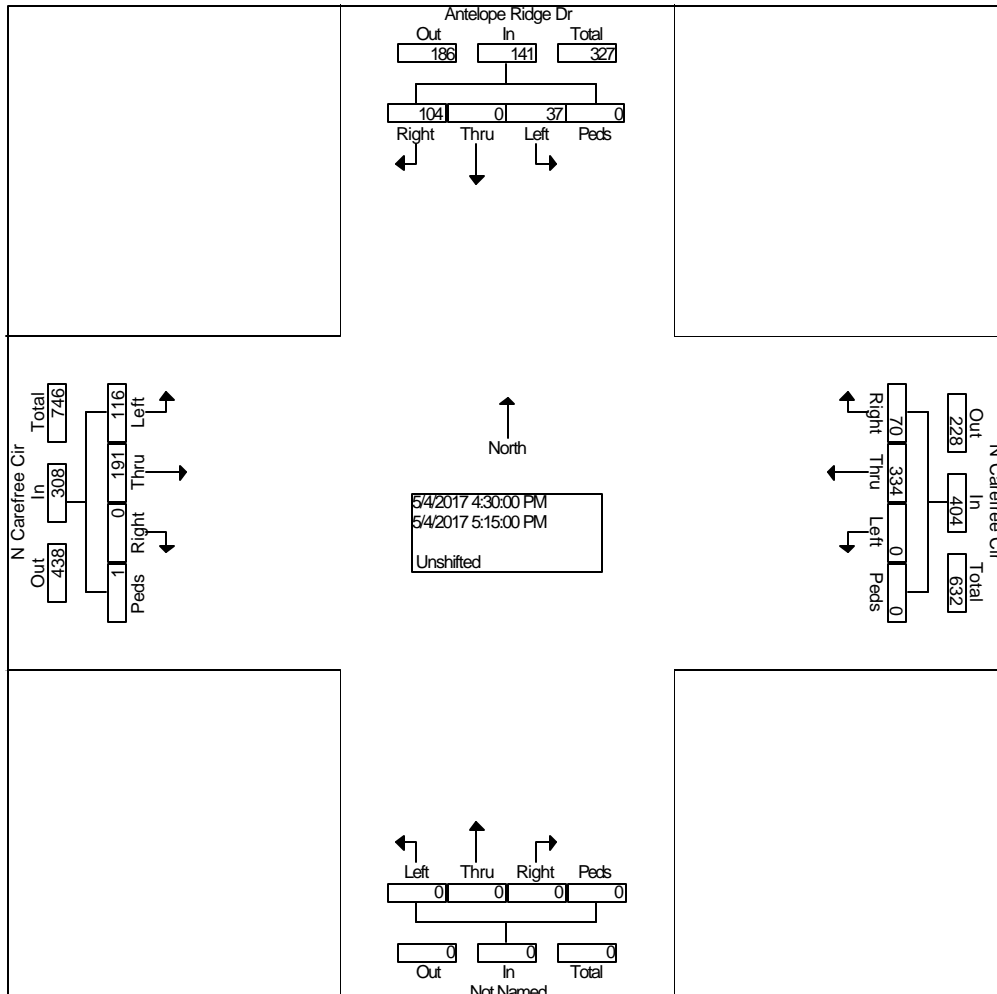 Antelope Ridge Dr
Out In Total
186 141 327
104 0 37 0
Right Thru Left Peds
N Carefree Cir
Total In Out
746 308 438
116 191 0 1
Left Thru Right Peds
North
5/4/2017 4:30:00 PM
5/4/2017 5:15:00 PM
Unshifted
Right Thru Left Peds
70 334 0 0
Out In Total
228 404 632
N Carefree Cir
Left Thru Right Peds
0 0 0 0
0 0 0
Out In Total
Not Named